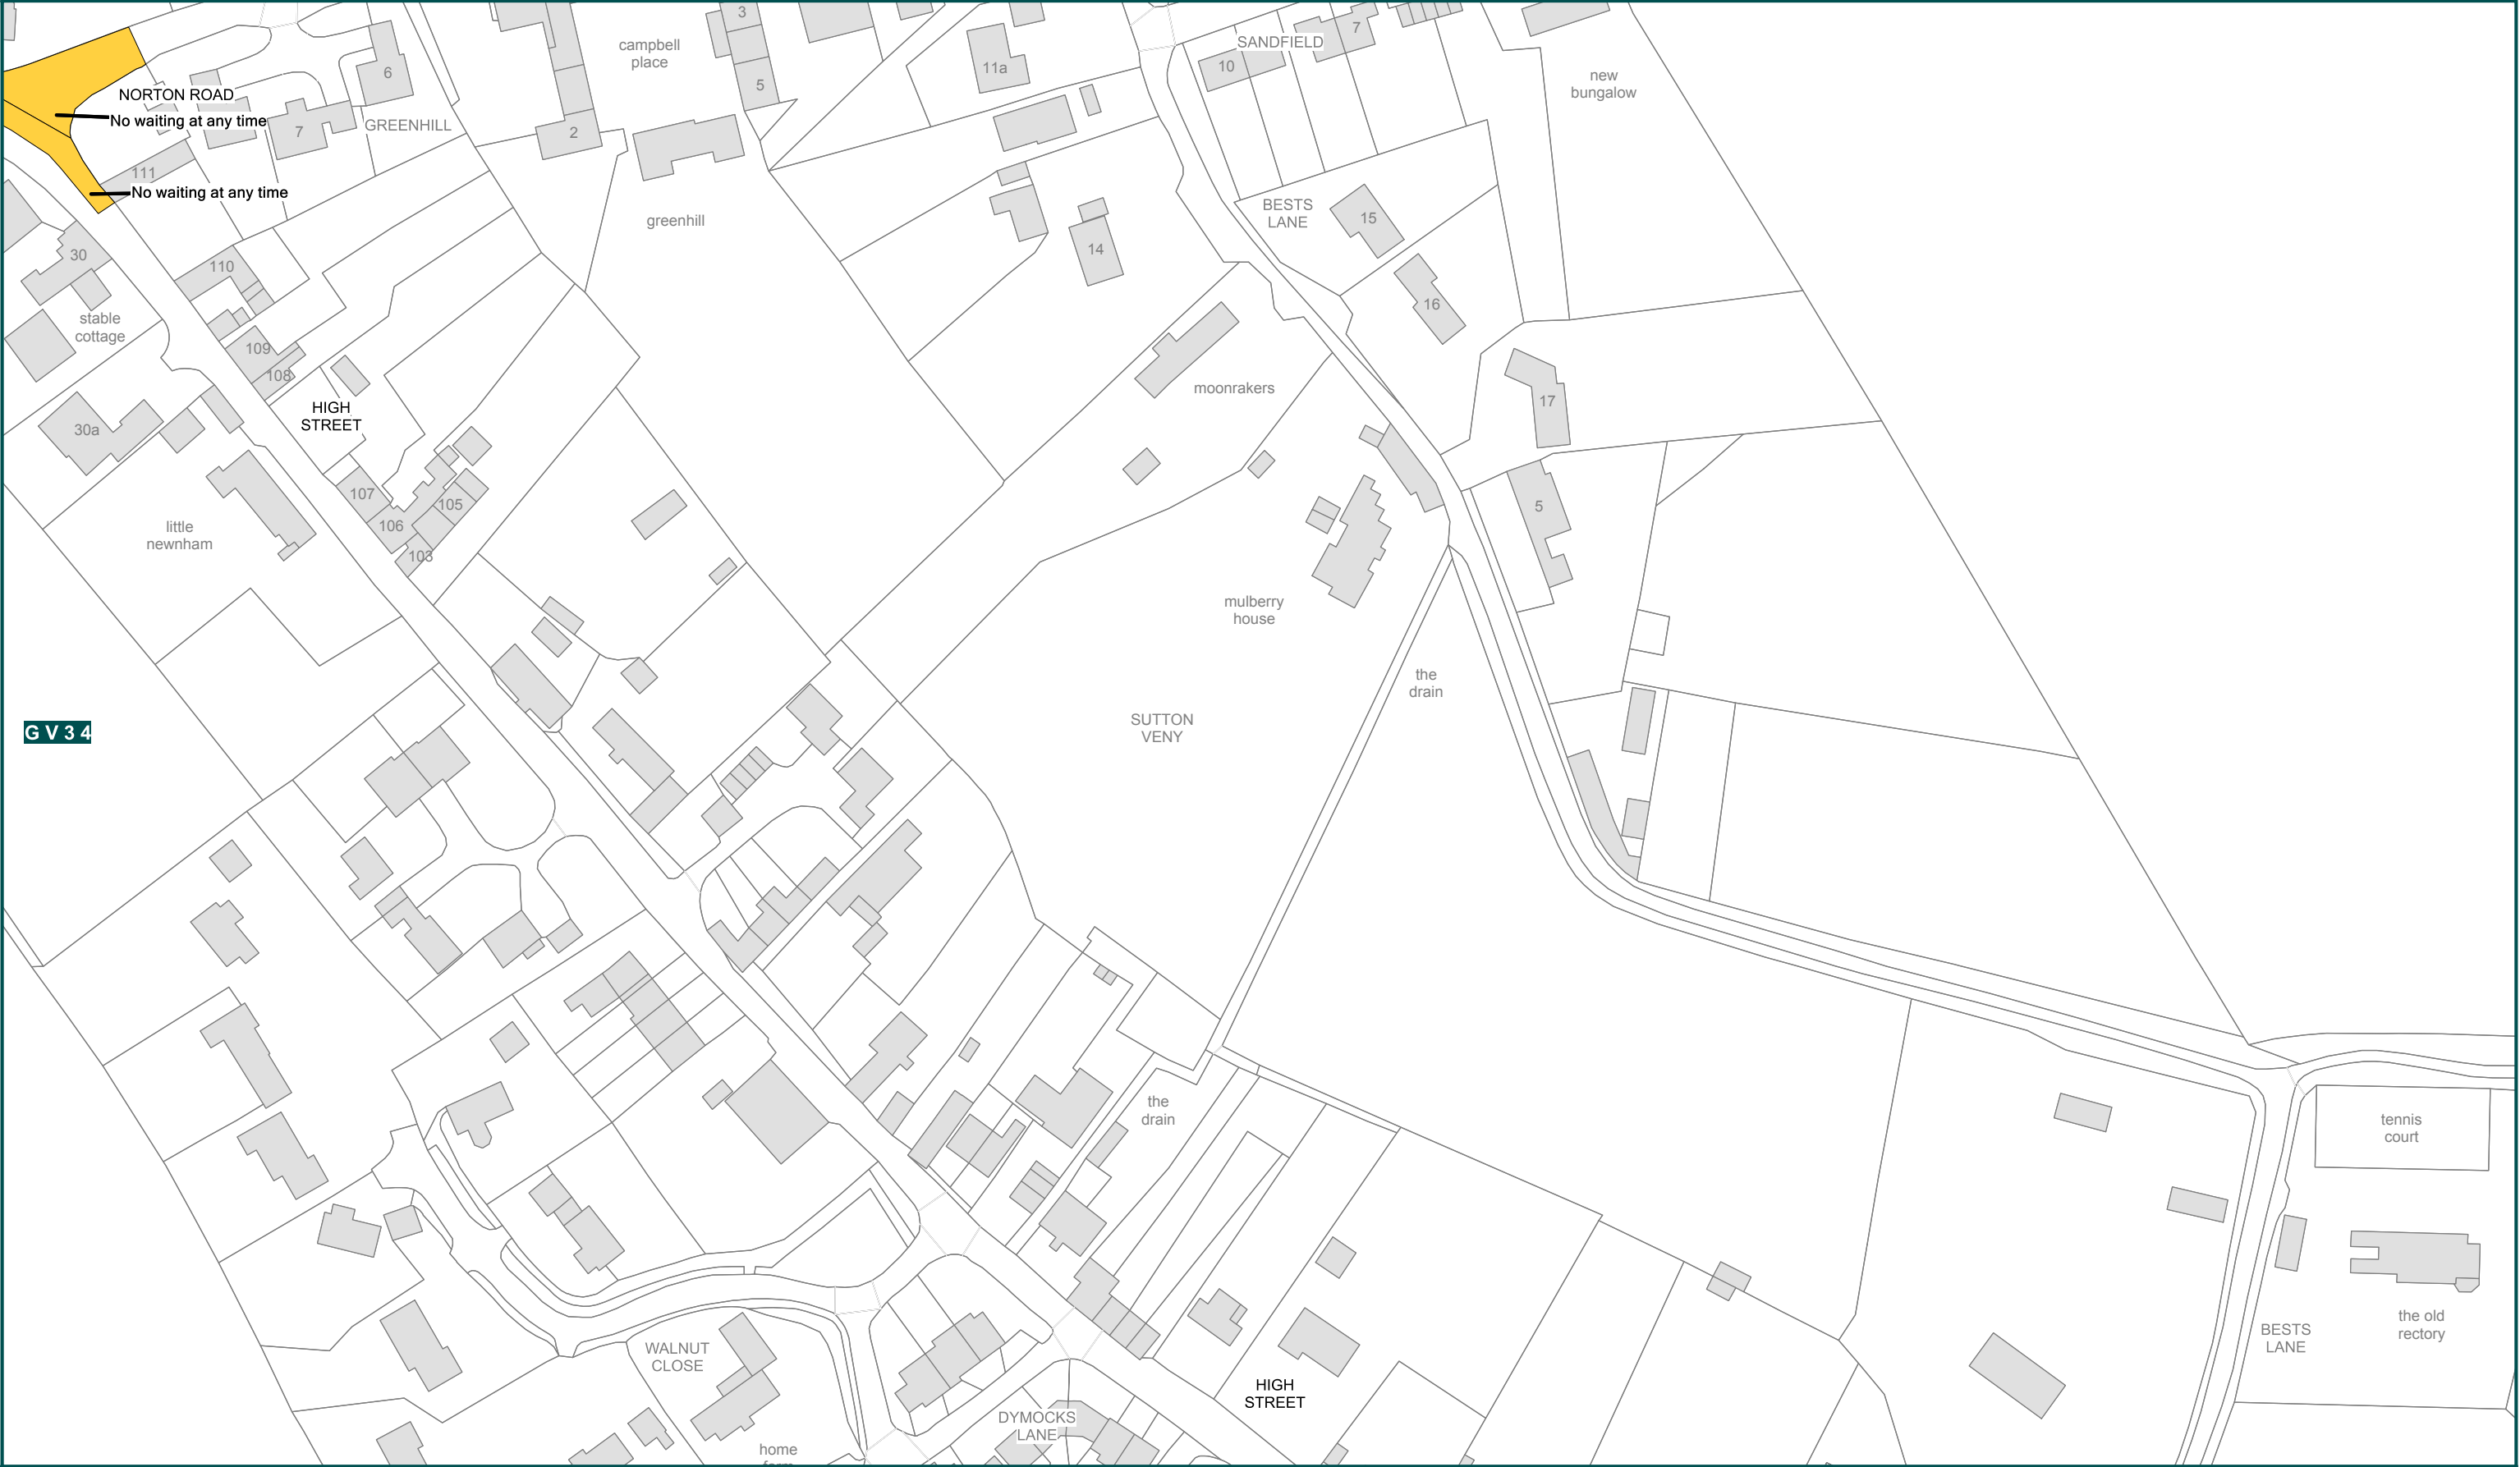 3
campbell
place
SANDFIELD
7
10
11a
5
6
new
bungalow
NORTON ROAD
No waiting at any time
GREENHILL
7
2
111
No waiting at any time
greenhill
BESTS
LANE
15
14
30
110
16
stable
cottage
109
108
moonrakers
17
HIGH
STREET
30a
107
105
106
103
5
little
newnham
mulberry
house
the
drain
SUTTON
VENY
G V 3 4
the
drain
tennis
court
the old
rectory
BESTS
LANE
WALNUT
CLOSE
HIGH
STREET
DYMOCKS
LANE
home
farm